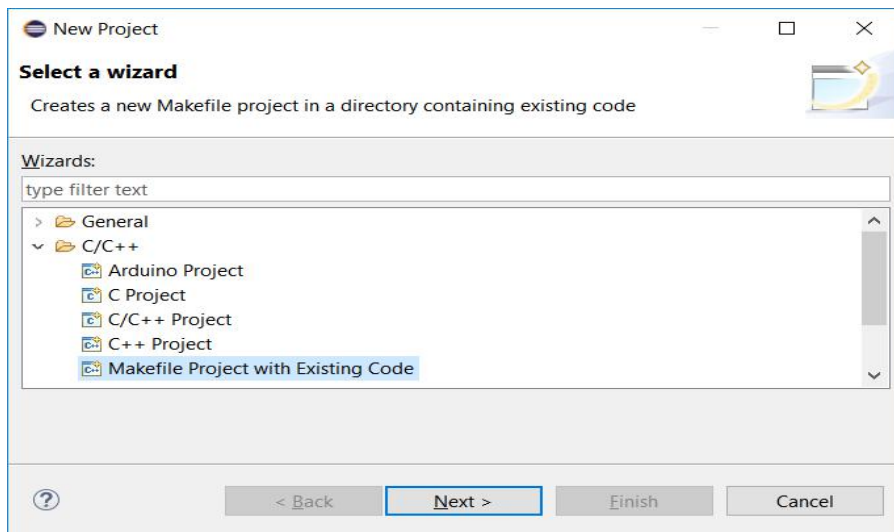 New Project
Select a wizard
Creates a new Makefile project in a directory containing existing code
Wizards:
type filter text
General
C/C++
Arduino Project
C Project
C/C++ Project
C++ Project
Makefile Project with Existing Code
< Back Next > Finish Cancel